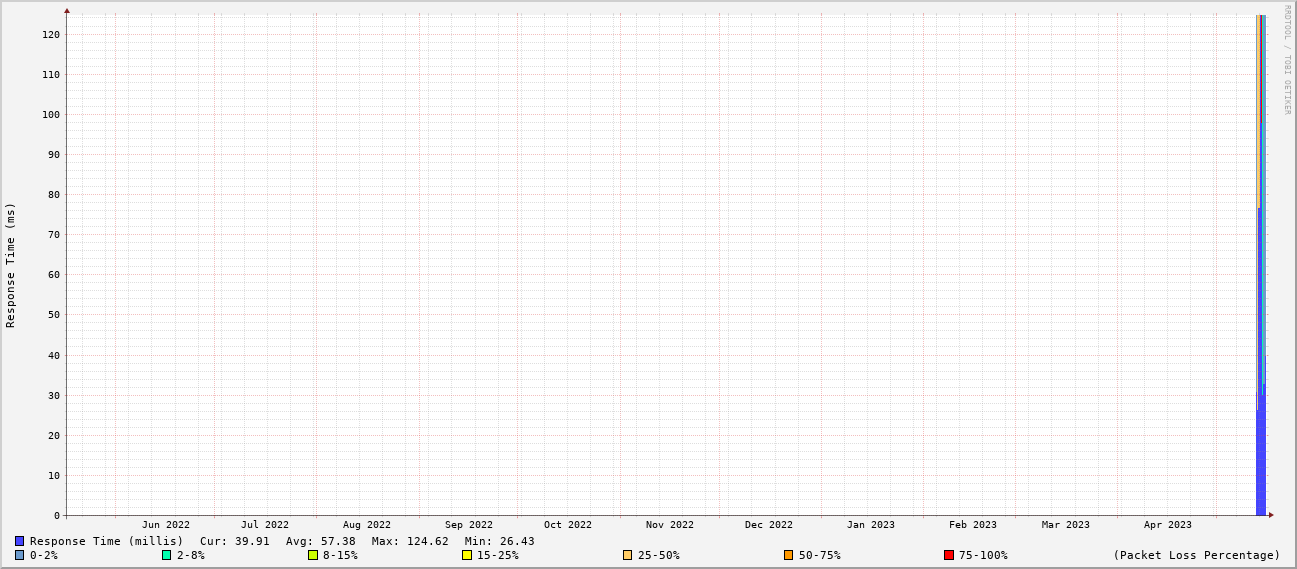 RRDTOOL / TOBI OETIKER
Response Time (ms)
120
110
100
90
80
70
60
50
40
30
20
10
0
Jun 2022 Jul 2022 Aug 2022 Sep 2022 Oct 2022 Nov 2022 Dec 2022 Jan 2023 Feb 2023 Mar 2023 Apr 2023
Response Time (millis) Cur: 39.91 Avg: 57.38 Max: 124.62 Min: 26.43
0-2% 2-8% 8-15% 15-25% 25-50% 50-75% 75-100% (Packet Loss Percentage)